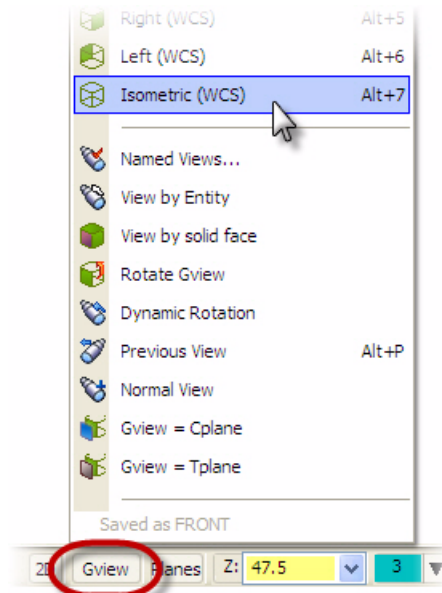 Right (WCS) Alt+5
Left (WCS) Alt+6
Isometric (WCS) Alt+7
Named Views...
View by Entity
View by solid face
Rotate Gview
Dynamic Rotation
Previous View Alt+P
Normal View
Gview = Cplane
Gview = Tplane
Saved as FRONT
2D Gview Planes Z: 47.5 3